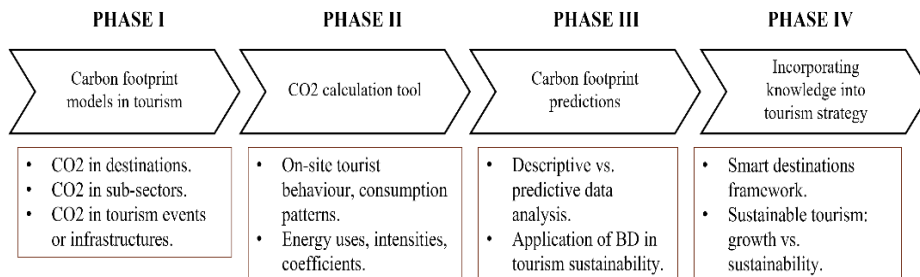 PHASE I
PHASE II
PHASE III
PHASE IV
Carbon footprint
models in tourism
CO2 calculation tool
Carbon footprint
predictions
Incorporating
knowledge into
tourism strategy
• CO2 in destinations.
• CO2 in sub-sectors.
• CO2 in tourism events
or infrastructures.
• On-site tourist
behaviour, consumption
patterns.
• Energy uses, intensities,
coefficients.
• Descriptive vs.
predictive data
analysis.
• Application of BD in
tourism sustainability.
• Smart destinations
framework.
• Sustainable tourism:
growth vs.
sustainability.